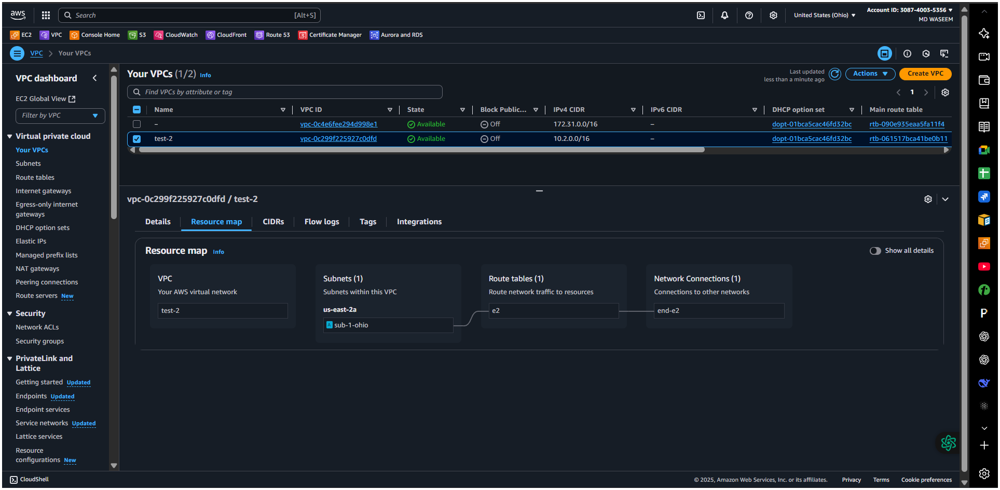 aws
Search
[Alt+S]
United States (Ohio)
Account ID: 3087-4003-5356
MD WASEEM
EC2
VPC
Console Home
S3
CloudWatch
CloudFront
Route 53
Certificate Manager
Aurora and RDS
VPC
Your VPCs
VPC dashboard
EC2 Global View
Filter by VPC
Virtual private cloud
Your VPCs
Subnets
Route tables
Internet gateways
Egress-only internet
gateways
DHCP option sets
Elastic IPs
Managed prefix lists
NAT gateways
Peering connections
Route servers New
Security
Network ACLs
Security groups
PrivateLink and
Lattice
Getting started Updated
Endpoints Updated
Endpoint services
Service networks Updated
Lattice services
Resource
configurations New
Your VPCs (1/2) Info
Last updated
less than a minute ago
Actions
Create VPC
Find VPCs by attribute or tag
1
Name VPC ID State Block Public... IPv4 CIDR IPv6 CIDR DHCP option set Main route table
– vpc-0c4e6fee294d998e1 Available Off 172.31.0.0/16 – dopt-01bca5cac46fd32bc rtb-090e935eaa5fa11f4
test-2 vpc-0c299f225927c0dfd Available Off 10.2.0.0/16 – dopt-01bca5cac46fd32bc rtb-061517bca41be0b11
vpc-0c299f225927c0dfd / test-2
Details
Resource map
CIDRs
Flow logs
Tags
Integrations
Resource map Info
Show all details
VPC
Your AWS virtual network
test-2
Subnets (1)
Subnets within this VPC
us-east-2a
A sub-1-ohio
Route tables (1)
Route network traffic to resources
e2
Network Connections (1)
Connections to other networks
end-e2
P
CloudShell
© 2025, Amazon Web Services, Inc. or its affiliates.
Privacy
Terms
Cookie preferences